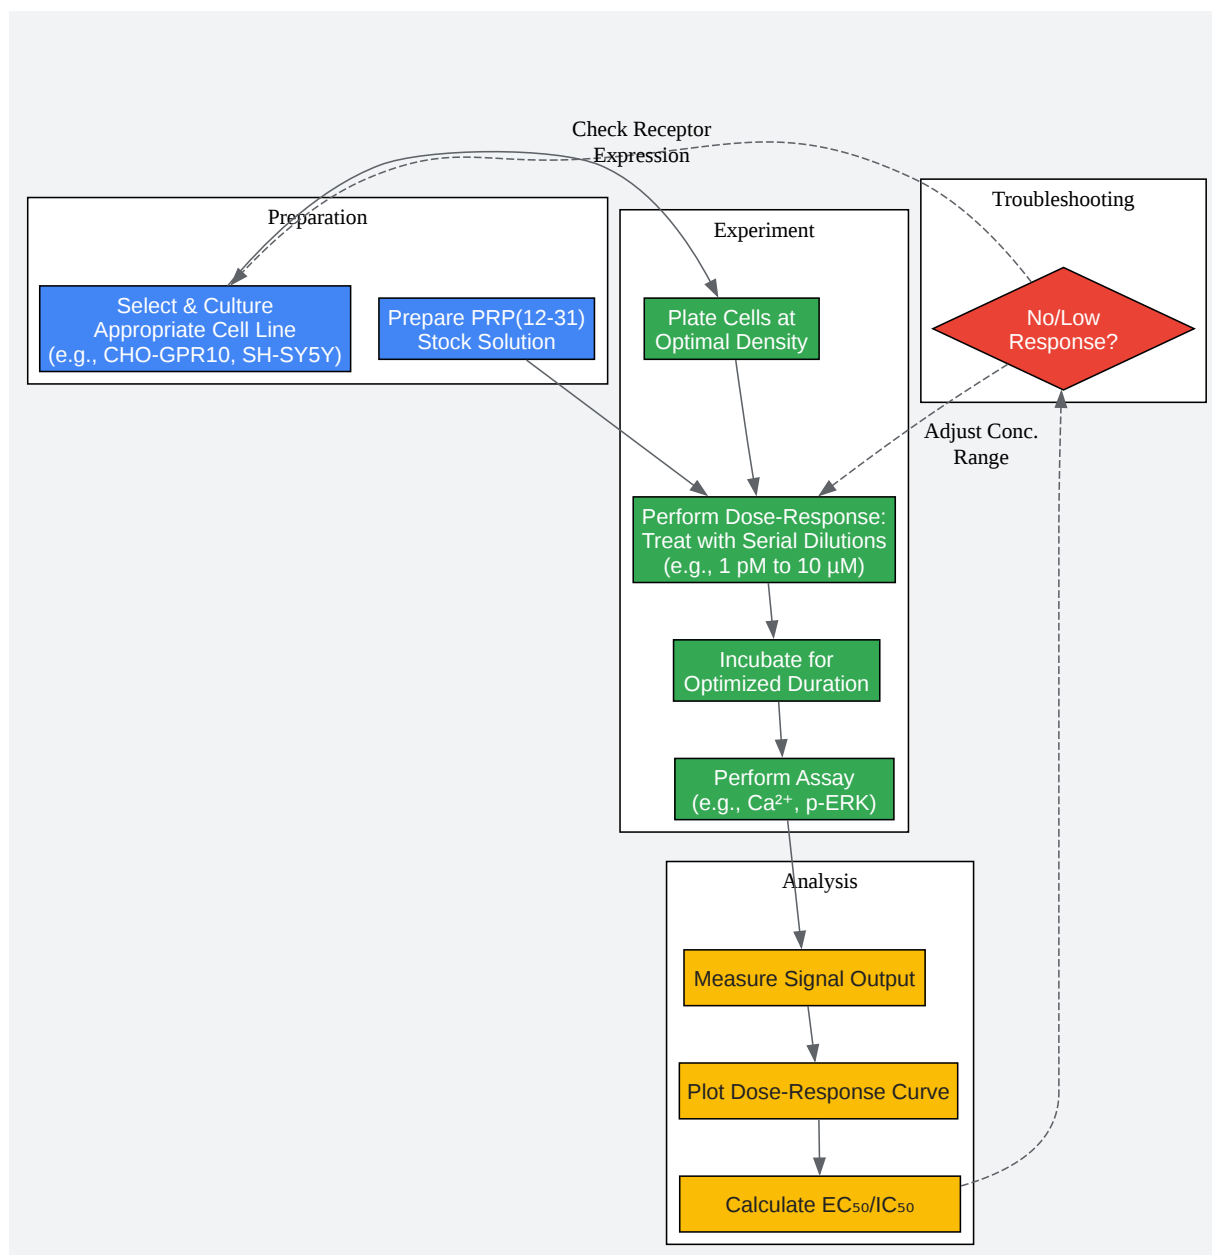 Check Receptor
Expression
Preparation
Select & Culture
Appropriate Cell Line
(e.g., CHO-GPR10, SH-SY5Y)
Prepare PRP(12-31)
Stock Solution
Experiment
Plate Cells at
Optimal Density
Troubleshooting
No/Low
Response?
Adjust Conc.
Range
Perform Dose-Response:
Treat with Serial Dilutions
(e.g., 1 pM to 10 µM)
Incubate for
Optimized Duration
Perform Assay
(e.g., Ca²⁺, p-ERK)
Analysis
Measure Signal Output
Plot Dose-Response Curve
Calculate EC₅₀/IC₅₀